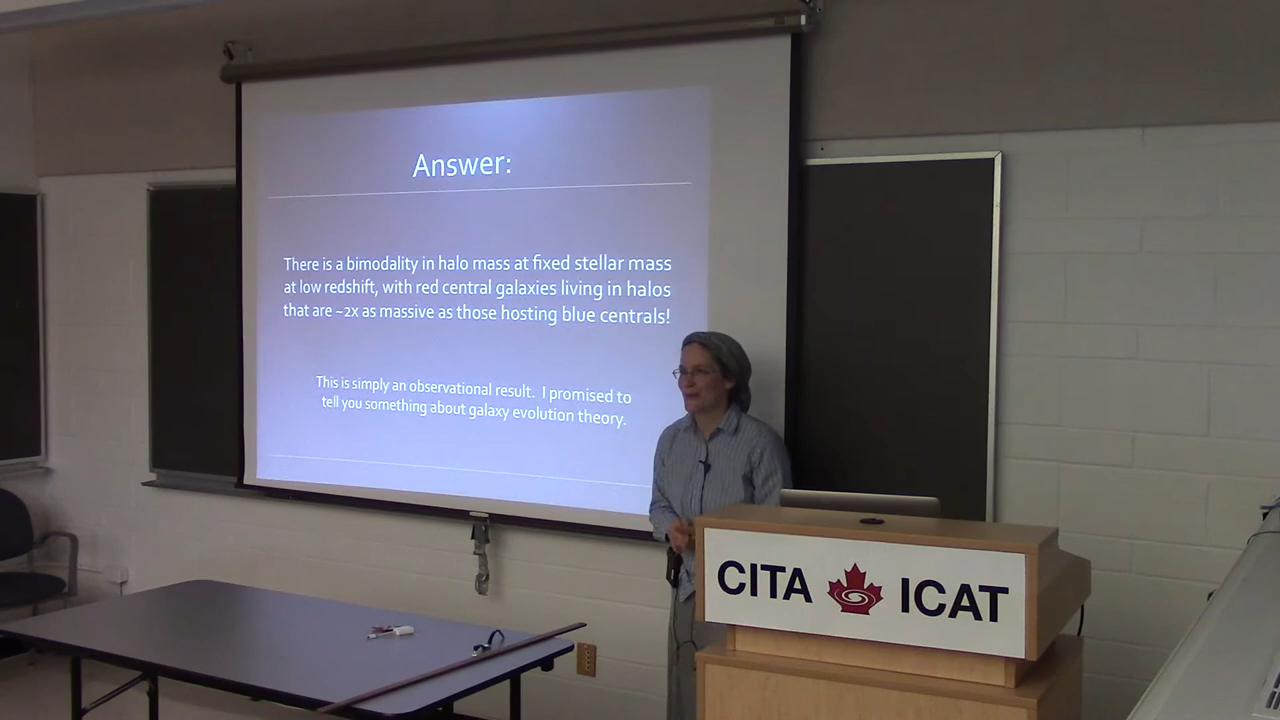 Answer:
There is a bimodality in halo mass at fixed stellar mass
at low redshift, with red central galaxies living in halos
that are ~2x as massive as those hosting blue centrals!
This is simply an observational result. I promised to
tell you something about galaxy evolution theory.
CITA ICAT